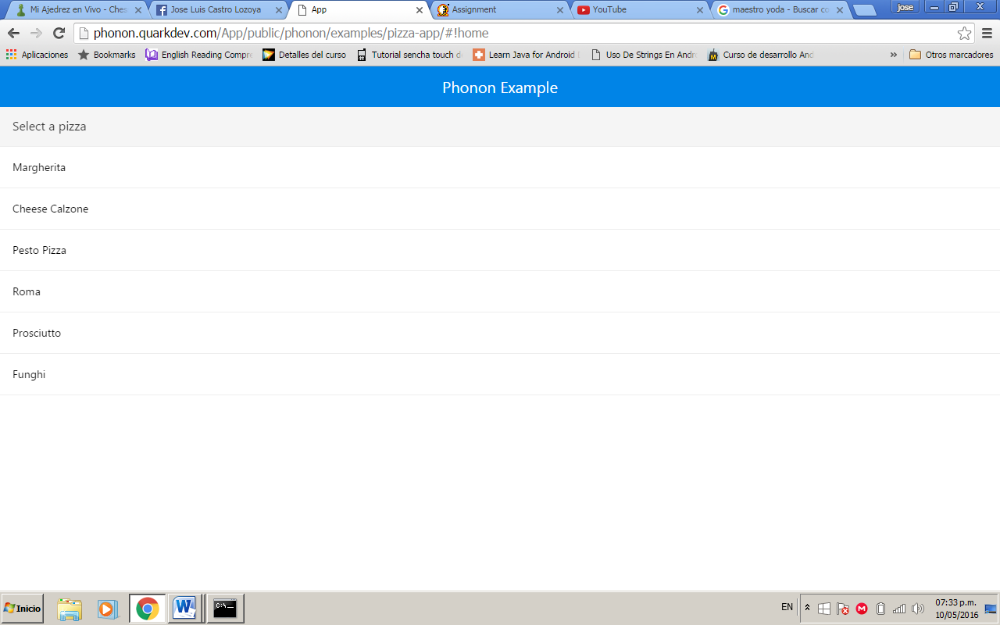 Mi Ajedrez en Vivo - Ches
Jose Luis Castro Lozoya
App
Assignment
YouTube
maestro yoda - Buscar co
jose
phonon.quarkdev.com/App/public/phonon/examples/pizza-app/#!home
Aplicaciones
Bookmarks
English Reading Compre
Detalles del curso
Tutorial sencha touch d
Learn Java for Android
Uso De Strings En Andr
Curso de desarrollo And
»
Otros marcadores
Phonon Example
Select a pizza
Margherita
Cheese Calzone
Pesto Pizza
Roma
Prosciutto
Funghi
Inicio
C:\
EN
07:33 p.m.
10/05/2016